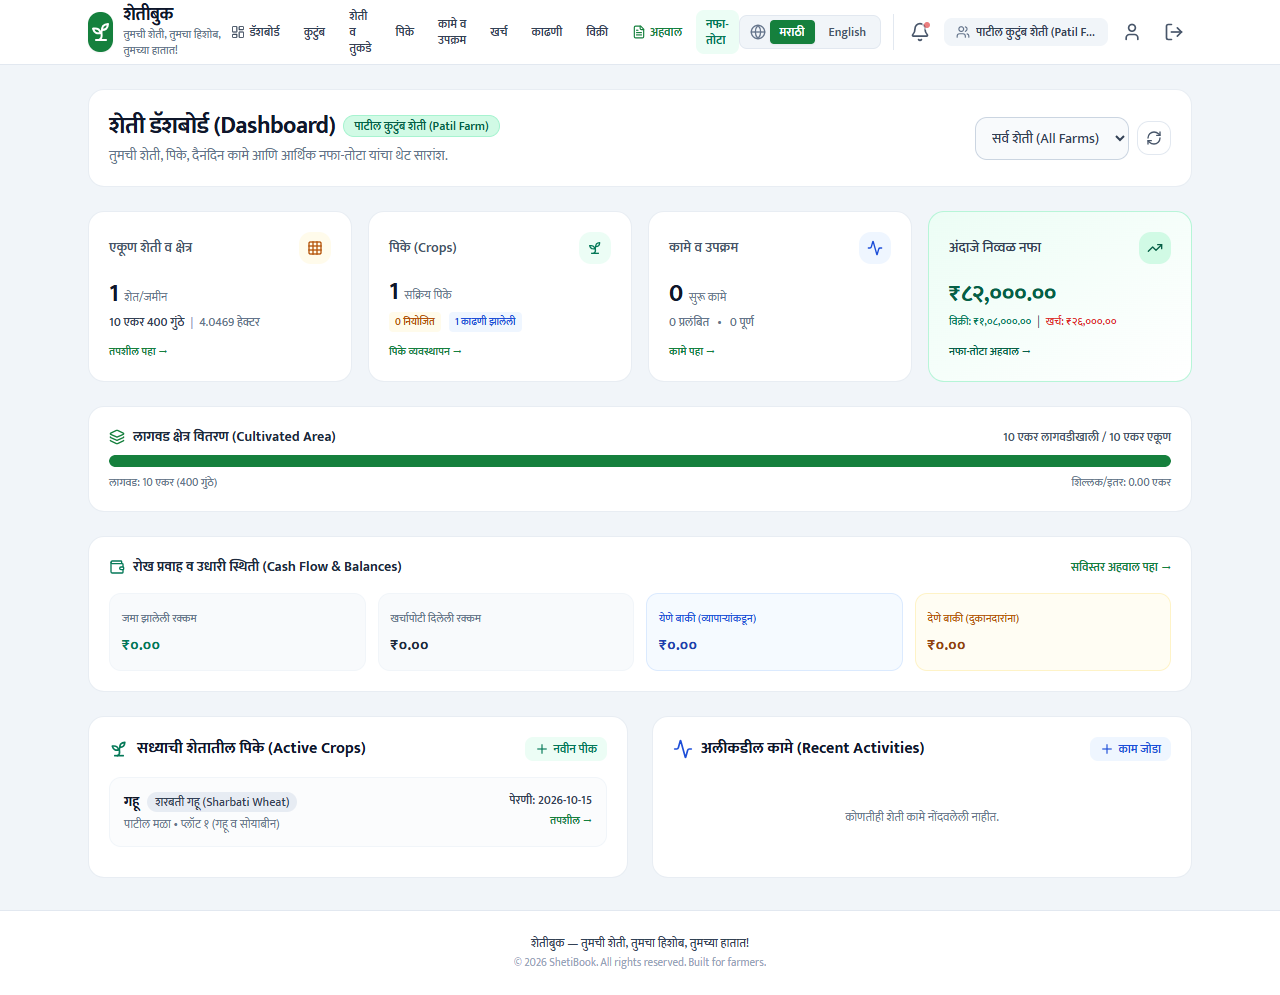 शेतीबुक
तुमची शेती, तुमचा हिशोब,
तुमच्या हातात!
डॅशबोर्ड
कुटुंब
शेती
व
तुकडे
पिके
कामे व
उपक्रम
खर्च
काढणी
विक्री
अहवाल
नफा-
तोटा
मराठी
English
पाटील कुटुंब शेती (Patil F...
शेती डॅशबोर्ड (Dashboard)
पाटील कुटुंब शेती (Patil Farm)
तुमची शेती, पिके, दैनंदिन कामे आणि आर्थिक नफा-तोटा यांचा थेट सारांश.
सर्व शेती (All Farms)
एकूण शेती व क्षेत्र
1 शेत/जमीन
10 एकर 400 गुंठे | 4.0469 हेक्टर
तपशील पहा →
पिके (Crops)
1 सक्रिय पिके
0 नियोजित
1 काढणी झालेली
पिके व्यवस्थापन →
कामे व उपक्रम
0 सुरू कामे
0 प्रलंबित • 0 पूर्ण
कामे पहा →
अंदाजे निव्वळ नफा
₹८२,०००.००
विक्री: ₹१,०८,०००.०० | खर्च: ₹२६,०००.००
नफा-तोटा अहवाल →
लागवड क्षेत्र वितरण (Cultivated Area)
10 एकर लागवडीखाली / 10 एकर एकूण
लागवड: 10 एकर (400 गुंठे)
शिल्लक/इतर: 0.00 एकर
रोख प्रवाह व उधारी स्थिती (Cash Flow & Balances)
सविस्तर अहवाल पहा →
जमा झालेली रक्कम
₹०.००
खर्चापोटी दिलेली रक्कम
₹०.००
येणे बाकी (व्यापाऱ्यांकडून)
₹०.००
देणे बाकी (दुकानदारांना)
₹०.००
सध्याची शेतातील पिके (Active Crops)
नवीन पीक
गहू
शरबती गहू (Sharbati Wheat)
पाटील मळा • प्लॉट १ (गहू व सोयाबीन)
पेरणी: 2026-10-15
तपशील →
अलीकडील कामे (Recent Activities)
काम जोडा
कोणतीही शेती कामे नोंदवलेली नाहीत.
शेतीबुक — तुमची शेती, तुमचा हिशोब, तुमच्या हातात!
© 2026 ShetiBook. All rights reserved. Built for farmers.